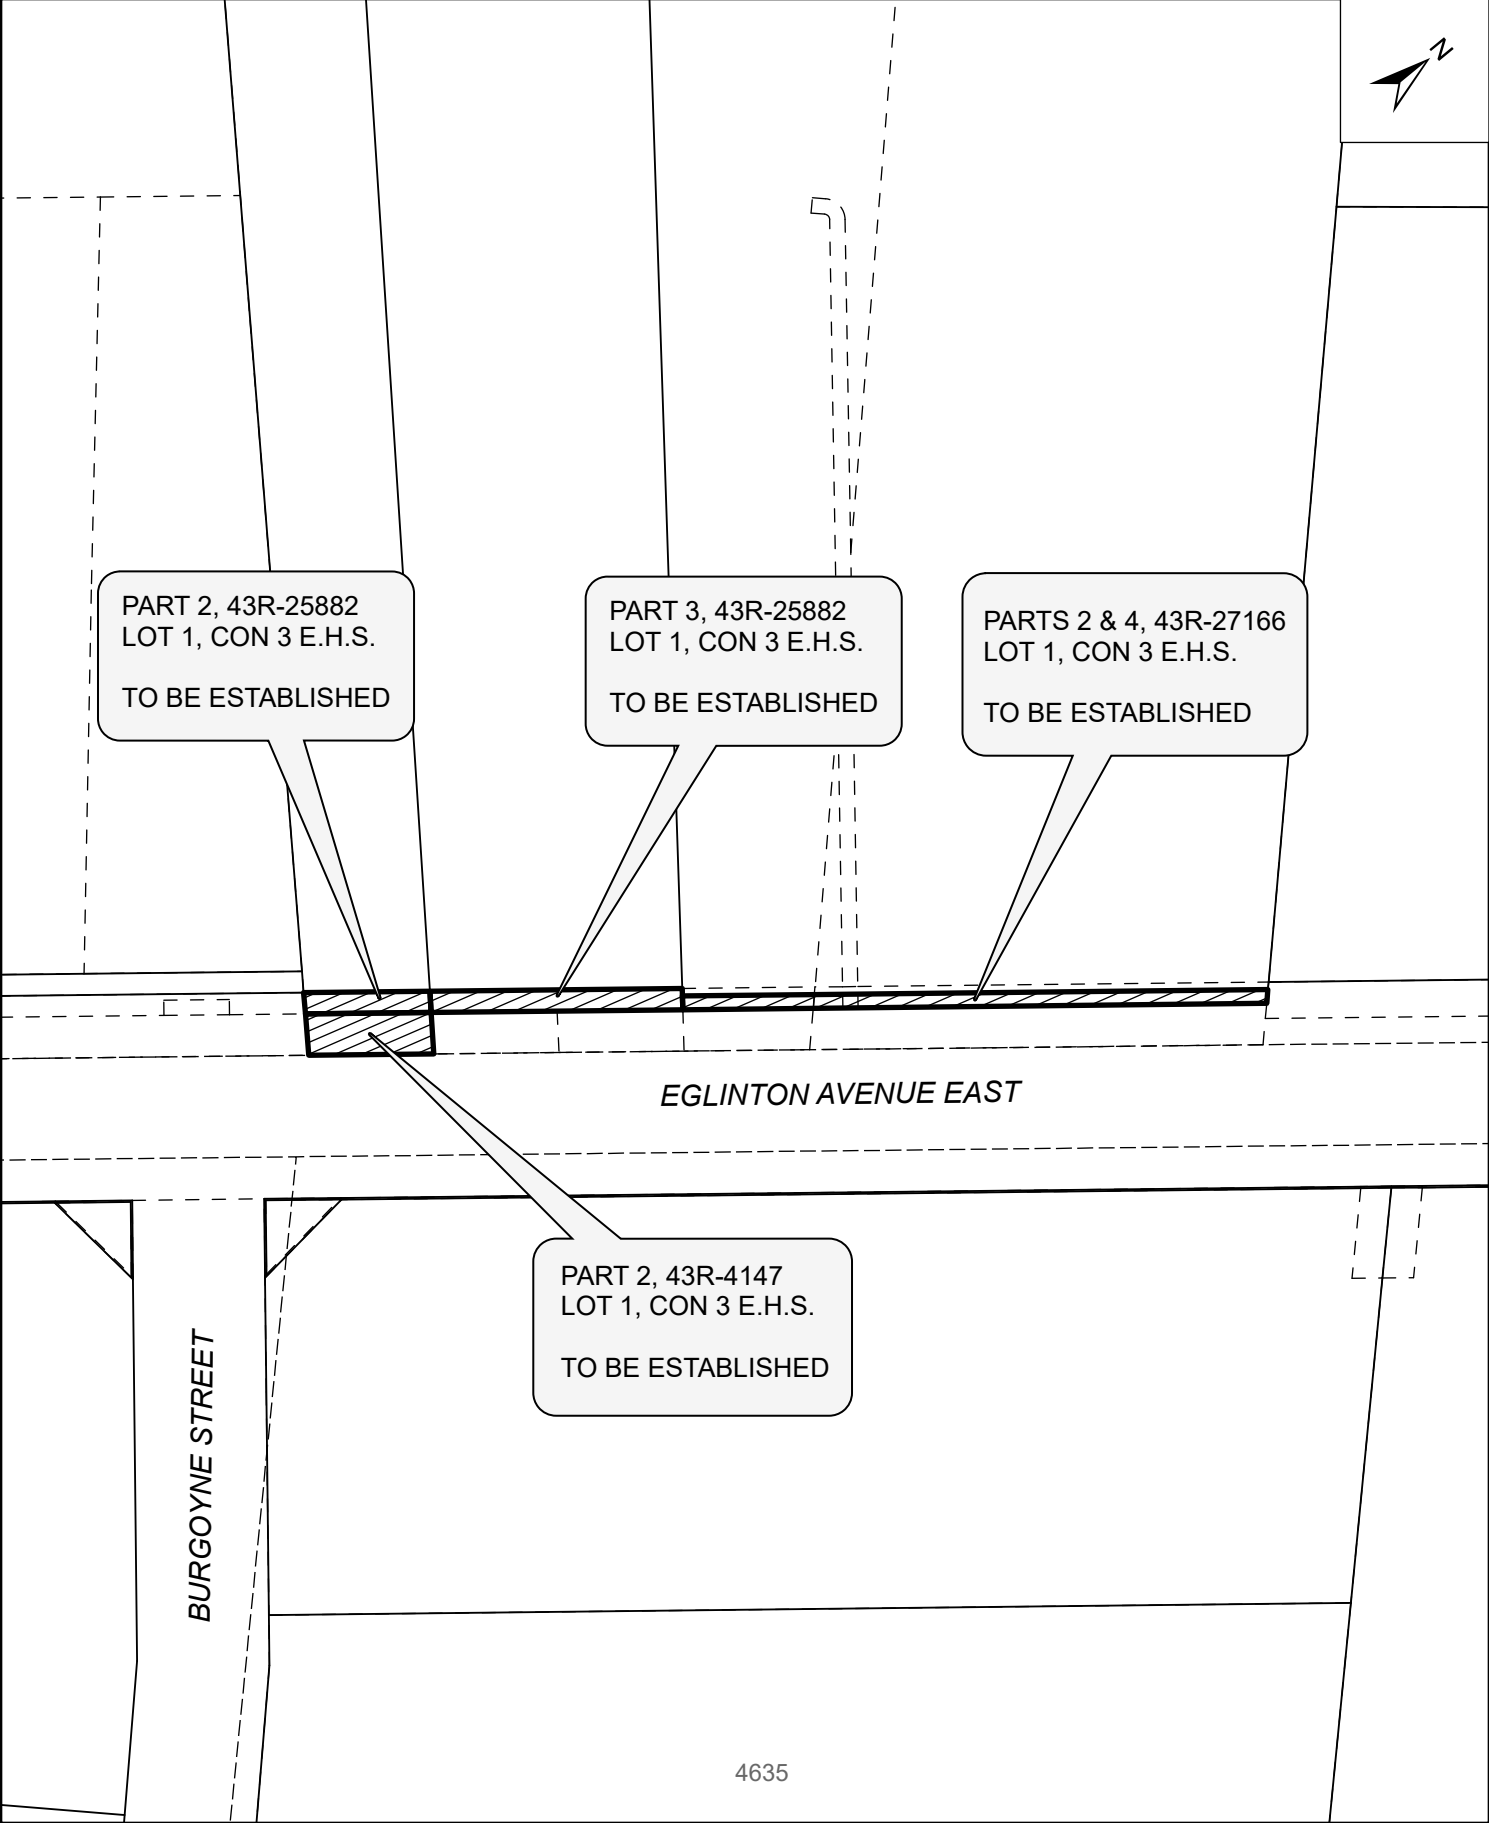 N
PART 2, 43R-25882
LOT 1, CON 3 E.H.S.
TO BE ESTABLISHED
PART 3, 43R-25882
LOT 1, CON 3 E.H.S.
TO BE ESTABLISHED
PARTS 2 & 4, 43R-27166
LOT 1, CON 3 E.H.S.
TO BE ESTABLISHED
EGLINTON AVENUE EAST
PART 2, 43R-4147
LOT 1, CON 3 E.H.S.
TO BE ESTABLISHED
BURGOYNE STREET
4635